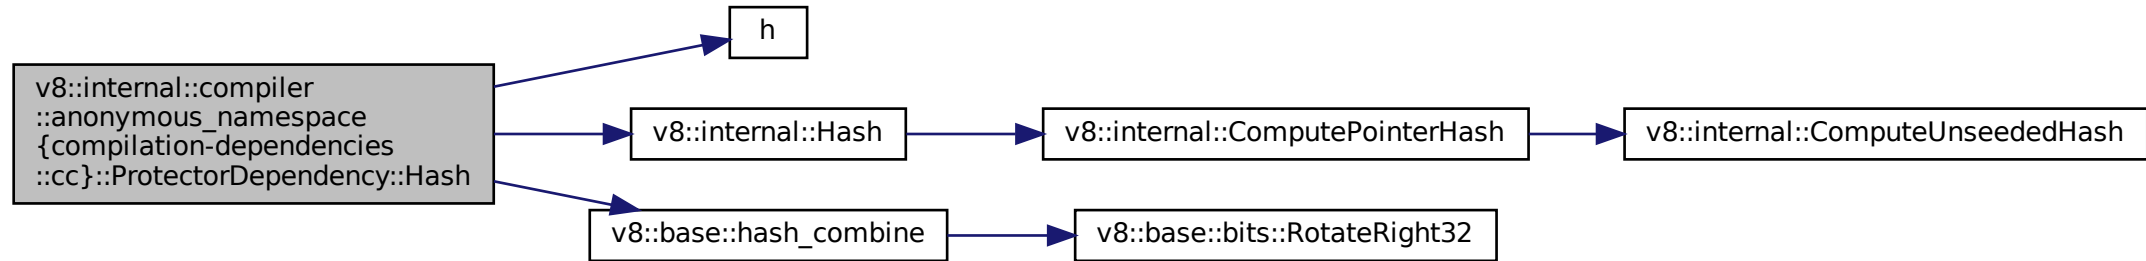 h
v8::internal::compiler
::anonymous_namespace
{compilation-dependencies
::cc}::ProtectorDependency::Hash
v8::internal::Hash
v8::internal::ComputePointerHash
v8::internal::ComputeUnseededHash
v8::base::hash_combine
v8::base::bits::RotateRight32